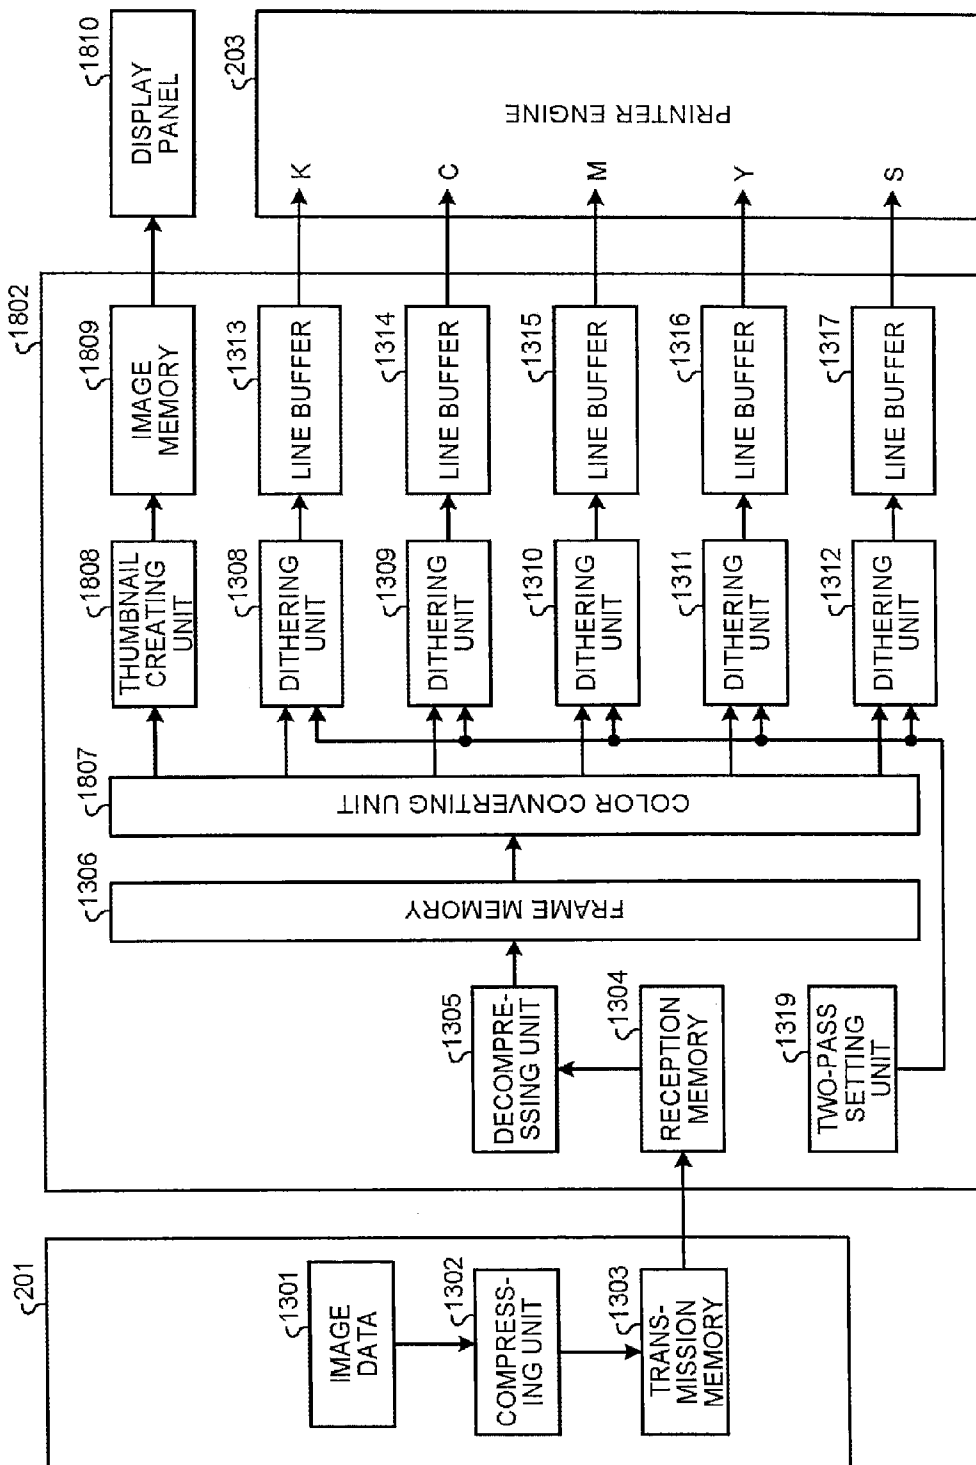 201
1301
IMAGE
DATA
1302
COMPRESS-
ING UNIT
1303
TRANS-
MISSION
MEMORY
1802
1305
DECOMPRE-
SSING UNIT
1304
RECEPTION
MEMORY
1319
TWO-PASS
SETTING
UNIT
1306
FRAME MEMORY
1807
COLOR CONVERTING UNIT
1808
THUMBNAIL
CREATING
UNIT
1308
DITHERING
UNIT
1309
DITHERING
UNIT
1310
DITHERING
UNIT
1311
DITHERING
UNIT
1312
DITHERING
UNIT
1809
IMAGE
MEMORY
1313
LINE BUFFER
1314
LINE BUFFER
1315
LINE BUFFER
1316
LINE BUFFER
1317
LINE BUFFER
1810
DISPLAY
PANEL
203
PRINTER ENGINE
K
C
M
Y
S